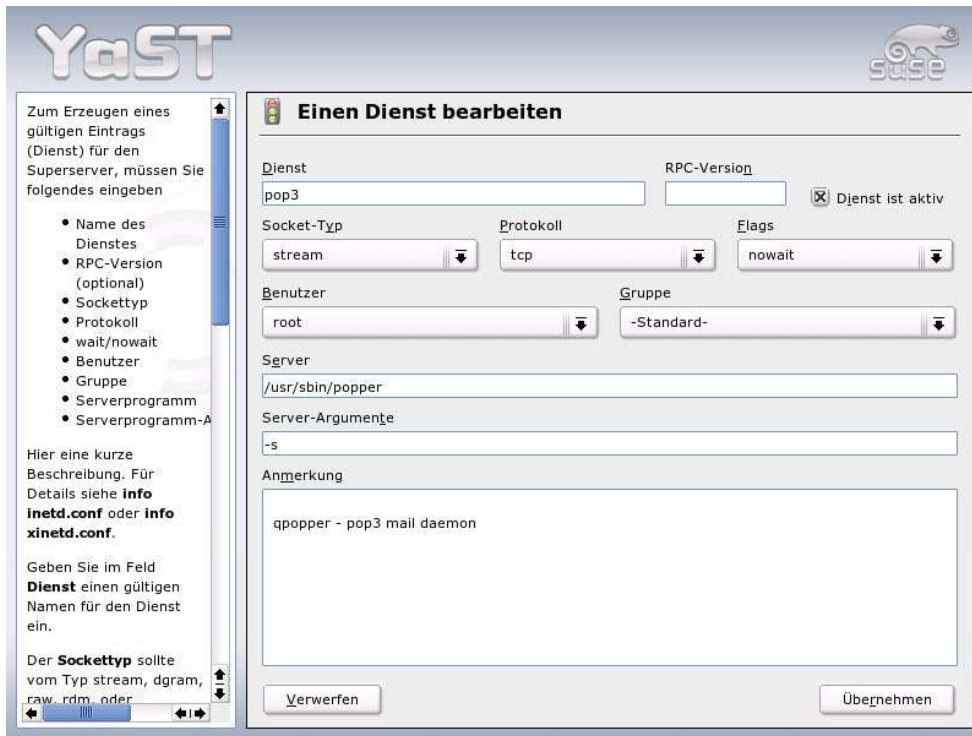 YaST
SUSE
Zum Erzeugen eines
gültigen Eintrags
(Dienst) für den
Superserver, müssen Sie
folgendes eingeben
• Name des
Dienstes
• RPC-Version
(optional)
• Sockettyp
• Protokoll
• wait/nowait
• Benutzer
• Gruppe
• Serverprogramm
• Serverprogramm-A
Hier eine kurze
Beschreibung. Für
Details siehe info
inetd.conf oder info
xinetd.conf.
Geben Sie im Feld
Dienst einen gültigen
Namen für den Dienst
ein.
Der Sockettyp sollte
vom Typ stream, dgram,
raw, rdm, oder
Einen Dienst bearbeiten
Dienst RPC-Version
pop3 Dienst ist aktiv
Socket-Typ Protokoll Flags
stream tcp nowait
Benutzer Gruppe
root -Standard-
Server
/usr/sbin/popper
Server-Argumente
-s
Anmerkung
qpopper - pop3 mail daemon
Verwerfen Übernehmen